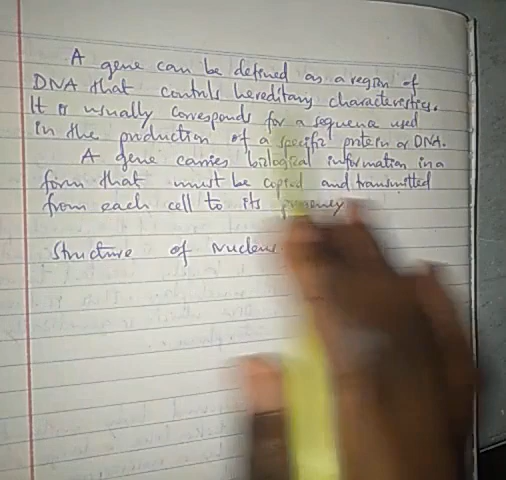 A gene can be defined as a region of
DNA that controls hereditary characteristics.
It is usually corresponds for a sequence used
in the production of a specific protein or DNA.
A gene carries biological information in a
form that must be copied and transmitted
from each cell to its progeney
Structure of Nucleus